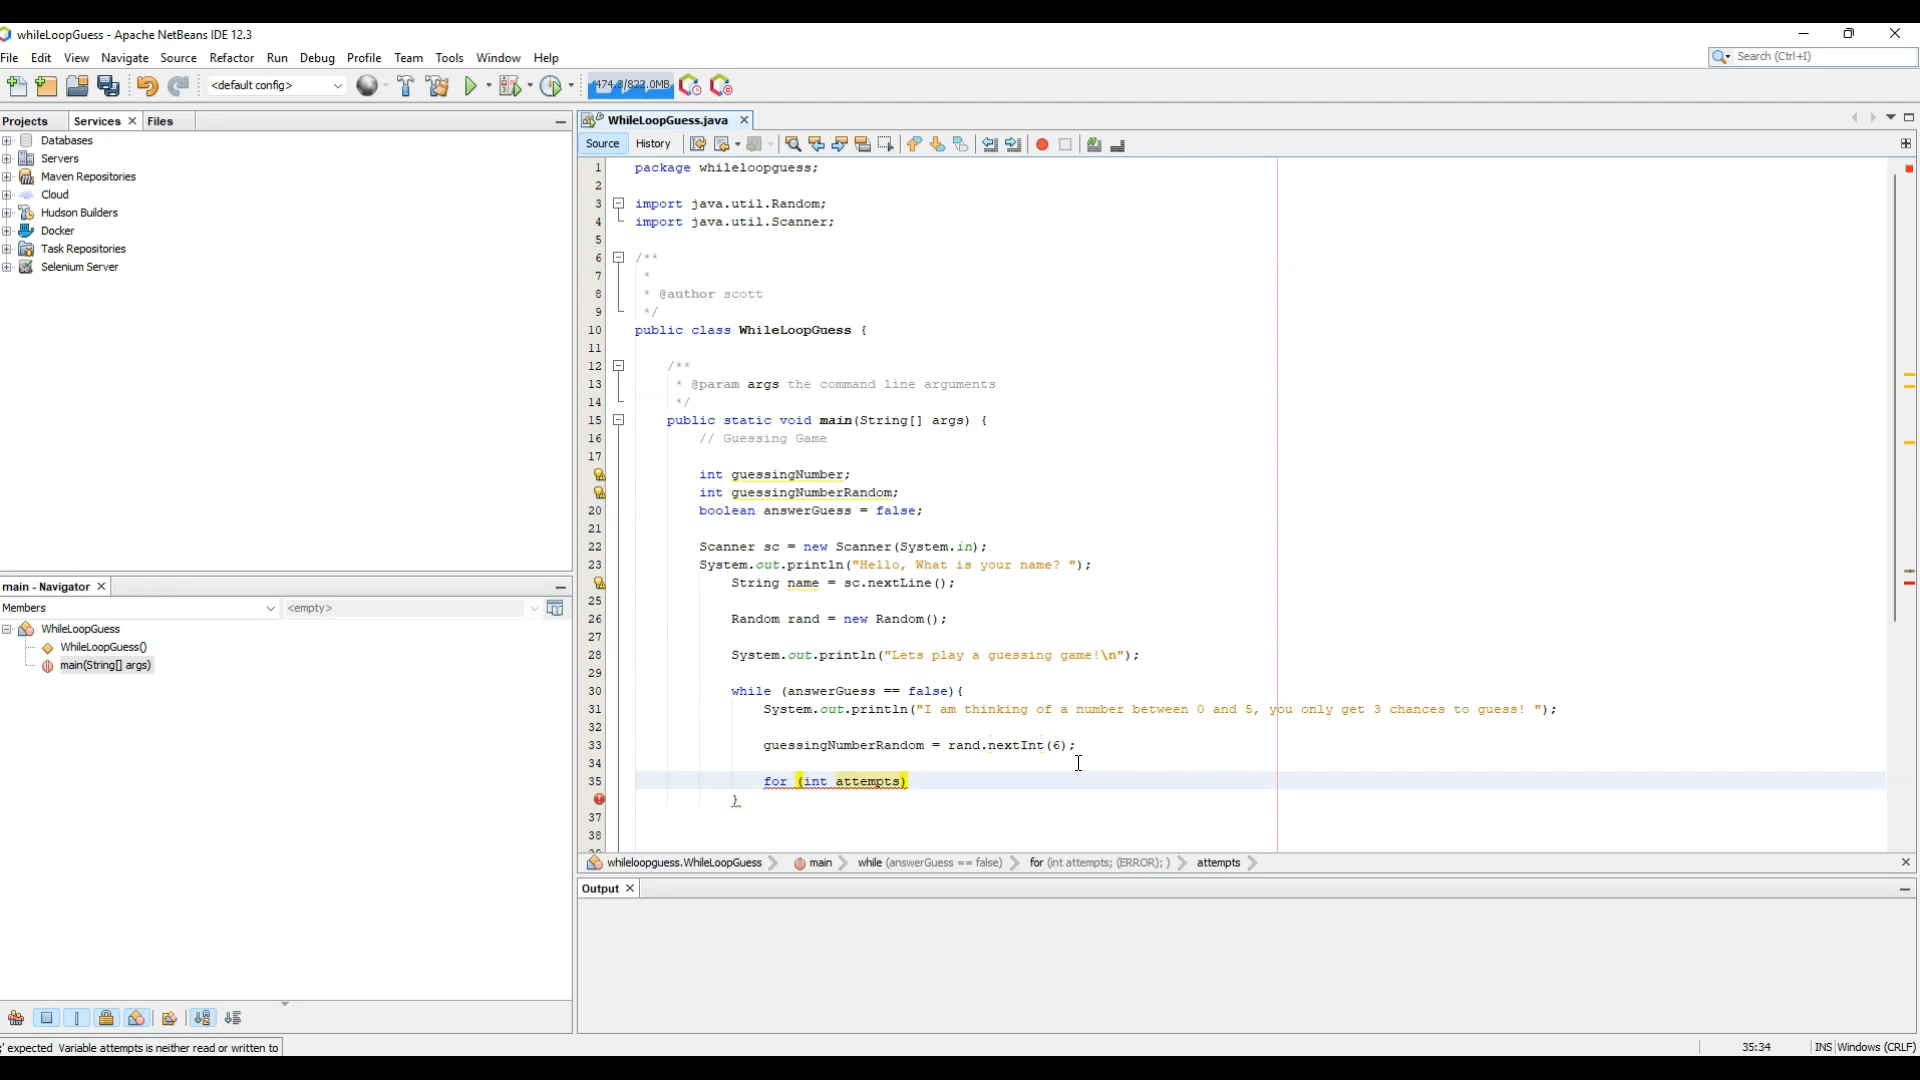 whileLoopGuess - Apache NetBeans IDE 12.3
File Edit View Navigate Source Refactor Run Debug Profile Team Tools Window Help
Search (Ctrl+I)
<default config>
474.3/822.0MB
Projects Services Files
WhileLoopGuess.java
Source History
Databases
Servers
Maven Repositories
Cloud
Hudson Builders
Docker
Task Repositories
Selenium Server
main - Navigator
Members <empty>
WhileLoopGuess
WhileLoopGuess()
main(String[] args)
1 package whileloopguess;
2
3 import java.util.Random;
4 import java.util.Scanner;
5
6 /**
7 *
8 * @author scott
9 */
10 public class WhileLoopGuess {
11
12 /**
13 * @param args the command line arguments
14 */
15 public static void main(String[] args) {
16 // Guessing Game
17
int guessingNumber;
int guessingNumberRandom;
20 boolean answerGuess = false;
21
22 Scanner sc = new Scanner(System.in);
23 System.out.println("Hello, What is your name? ");
String name = sc.nextLine();
25
26 Random rand = new Random();
27
28 System.out.println("Lets play a guessing game!\n");
29
30 while (answerGuess == false){
31 System.out.println("I am thinking of a number between 0 and 5, you only get 3 chances to guess! ");
32
33 guessingNumberRandom = rand.nextInt(6);
34
35 for (int attempts)
}
37
38
whileloopguess.WhileLoopGuess main while (answerGuess == false) for (int attempts; (ERROR); ) attempts
Output
;' expected Variable attempts is neither read or written to
35:34 INS Windows (CRLF)